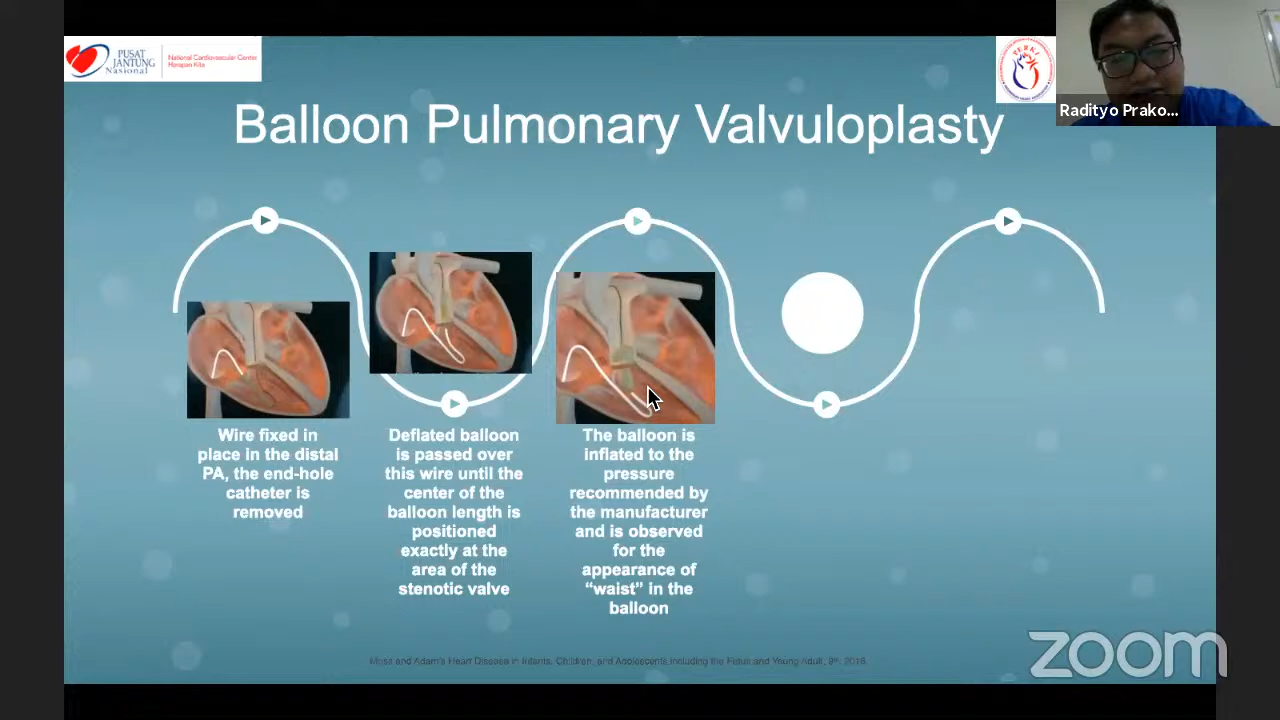 PUSAT
JANTUNG
Nasional
National Cardiovascular Center
Harapan Kita
PERKI
Radityo Prako...
Balloon Pulmonary Valvuloplasty
Wire fixed in
place in the distal
PA, the end-hole
catheter is
removed
Deflated balloon
is passed over
this wire until the
center of the
balloon length is
positioned
exactly at the
area of the
stenotic valve
The balloon is
inflated to the
pressure
recommended by
the manufacturer
and is observed
for the
appearance of
“waist” in the
balloon
Moss and Adam's Heart Disease in Infants, Children, and Adolescents Including the Fetus and Young Adult, 9th, 2016.
zoom